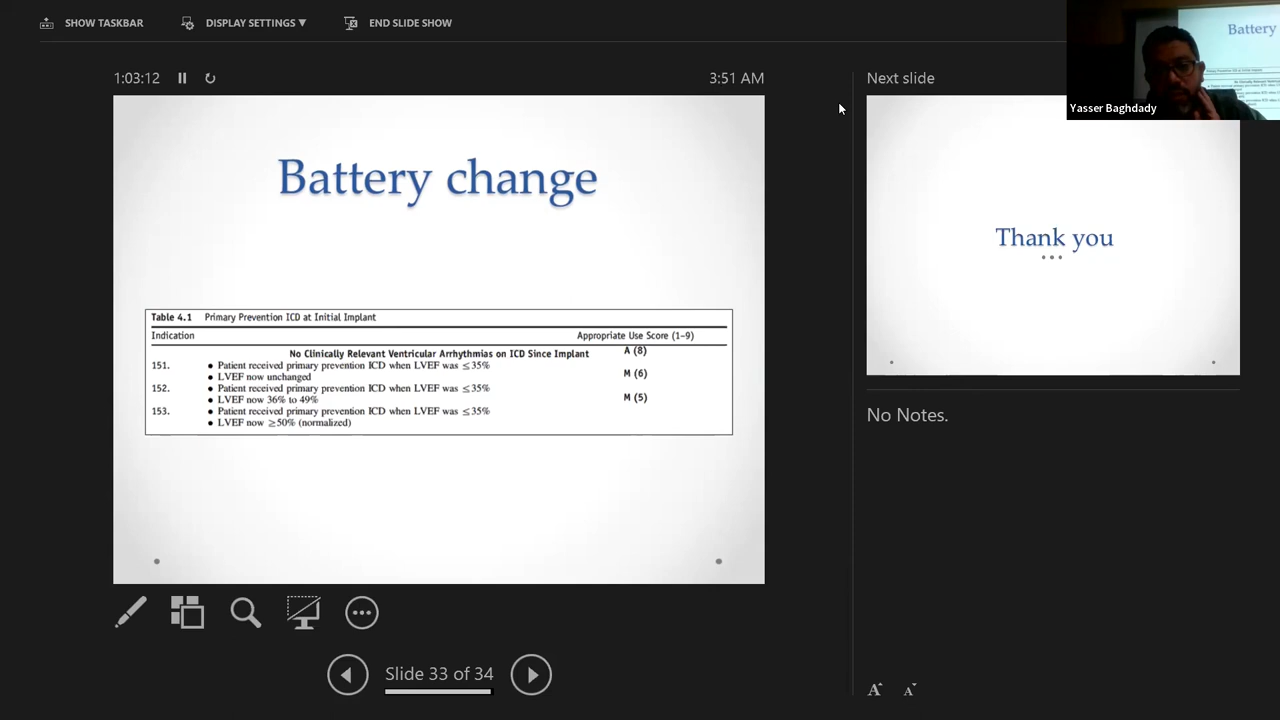 SHOW TASKBAR
DISPLAY SETTINGS ▼
END SLIDE SHOW
1:03:12
3:51 AM
Battery change
Table 4.1 Primary Prevention ICD at Initial Implant
Indication Appropriate Use Score (1–9)
No Clinically Relevant Ventricular Arrhythmias on ICD Since Implant
A (8)
151. • Patient received primary prevention ICD when LVEF was ≤35%
• LVEF now unchanged
M (6)
152. • Patient received primary prevention ICD when LVEF was ≤35%
• LVEF now 36% to 49%
M (5)
153. • Patient received primary prevention ICD when LVEF was ≤35%
• LVEF now ≥50% (normalized)
Slide 33 of 34
Next slide
Thank you
No Notes.
A A
Battery
Yasser Baghdady